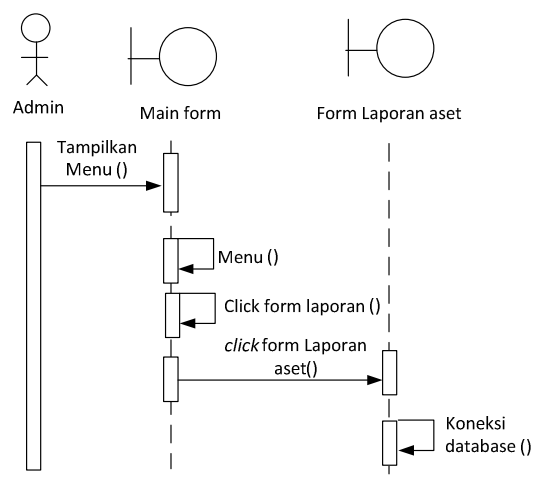 Admin
Main form
Form Laporan aset
Tampilkan
Menu ()
Menu ()
Click form laporan ()
click form Laporan
aset()
Koneksi
database ()